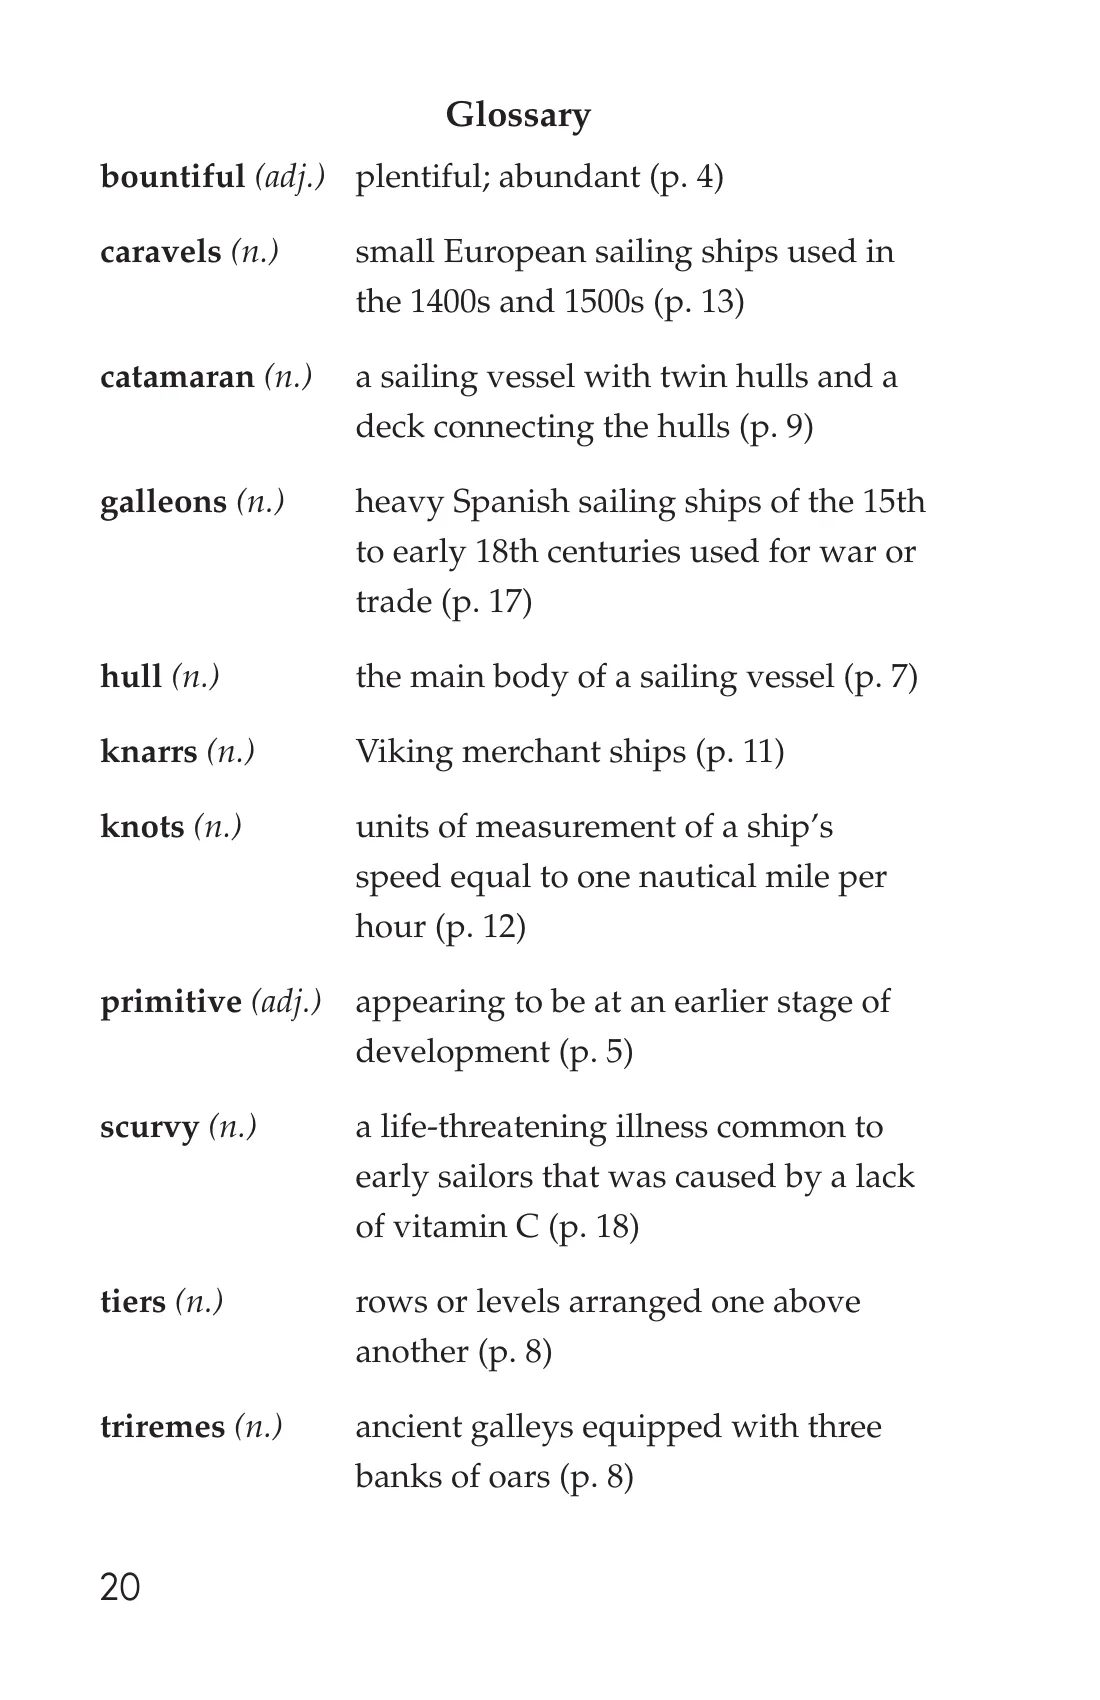 Glossary
bountiful (adj.) plentiful; abundant (p. 4)
caravels (n.) small European sailing ships used in
the 1400s and 1500s (p. 13)
catamaran (n.) a sailing vessel with twin hulls and a
deck connecting the hulls (p. 9)
galleons (n.) heavy Spanish sailing ships of the 15th
to early 18th centuries used for war or
trade (p. 17)
hull (n.) the main body of a sailing vessel (p. 7)
knarrs (n.) Viking merchant ships (p. 11)
knots (n.) units of measurement of a ship’s
speed equal to one nautical mile per
hour (p. 12)
primitive (adj.) appearing to be at an earlier stage of
development (p. 5)
scurvy (n.) a life-threatening illness common to
early sailors that was caused by a lack
of vitamin C (p. 18)
tiers (n.) rows or levels arranged one above
another (p. 8)
triremes (n.) ancient galleys equipped with three
banks of oars (p. 8)
20